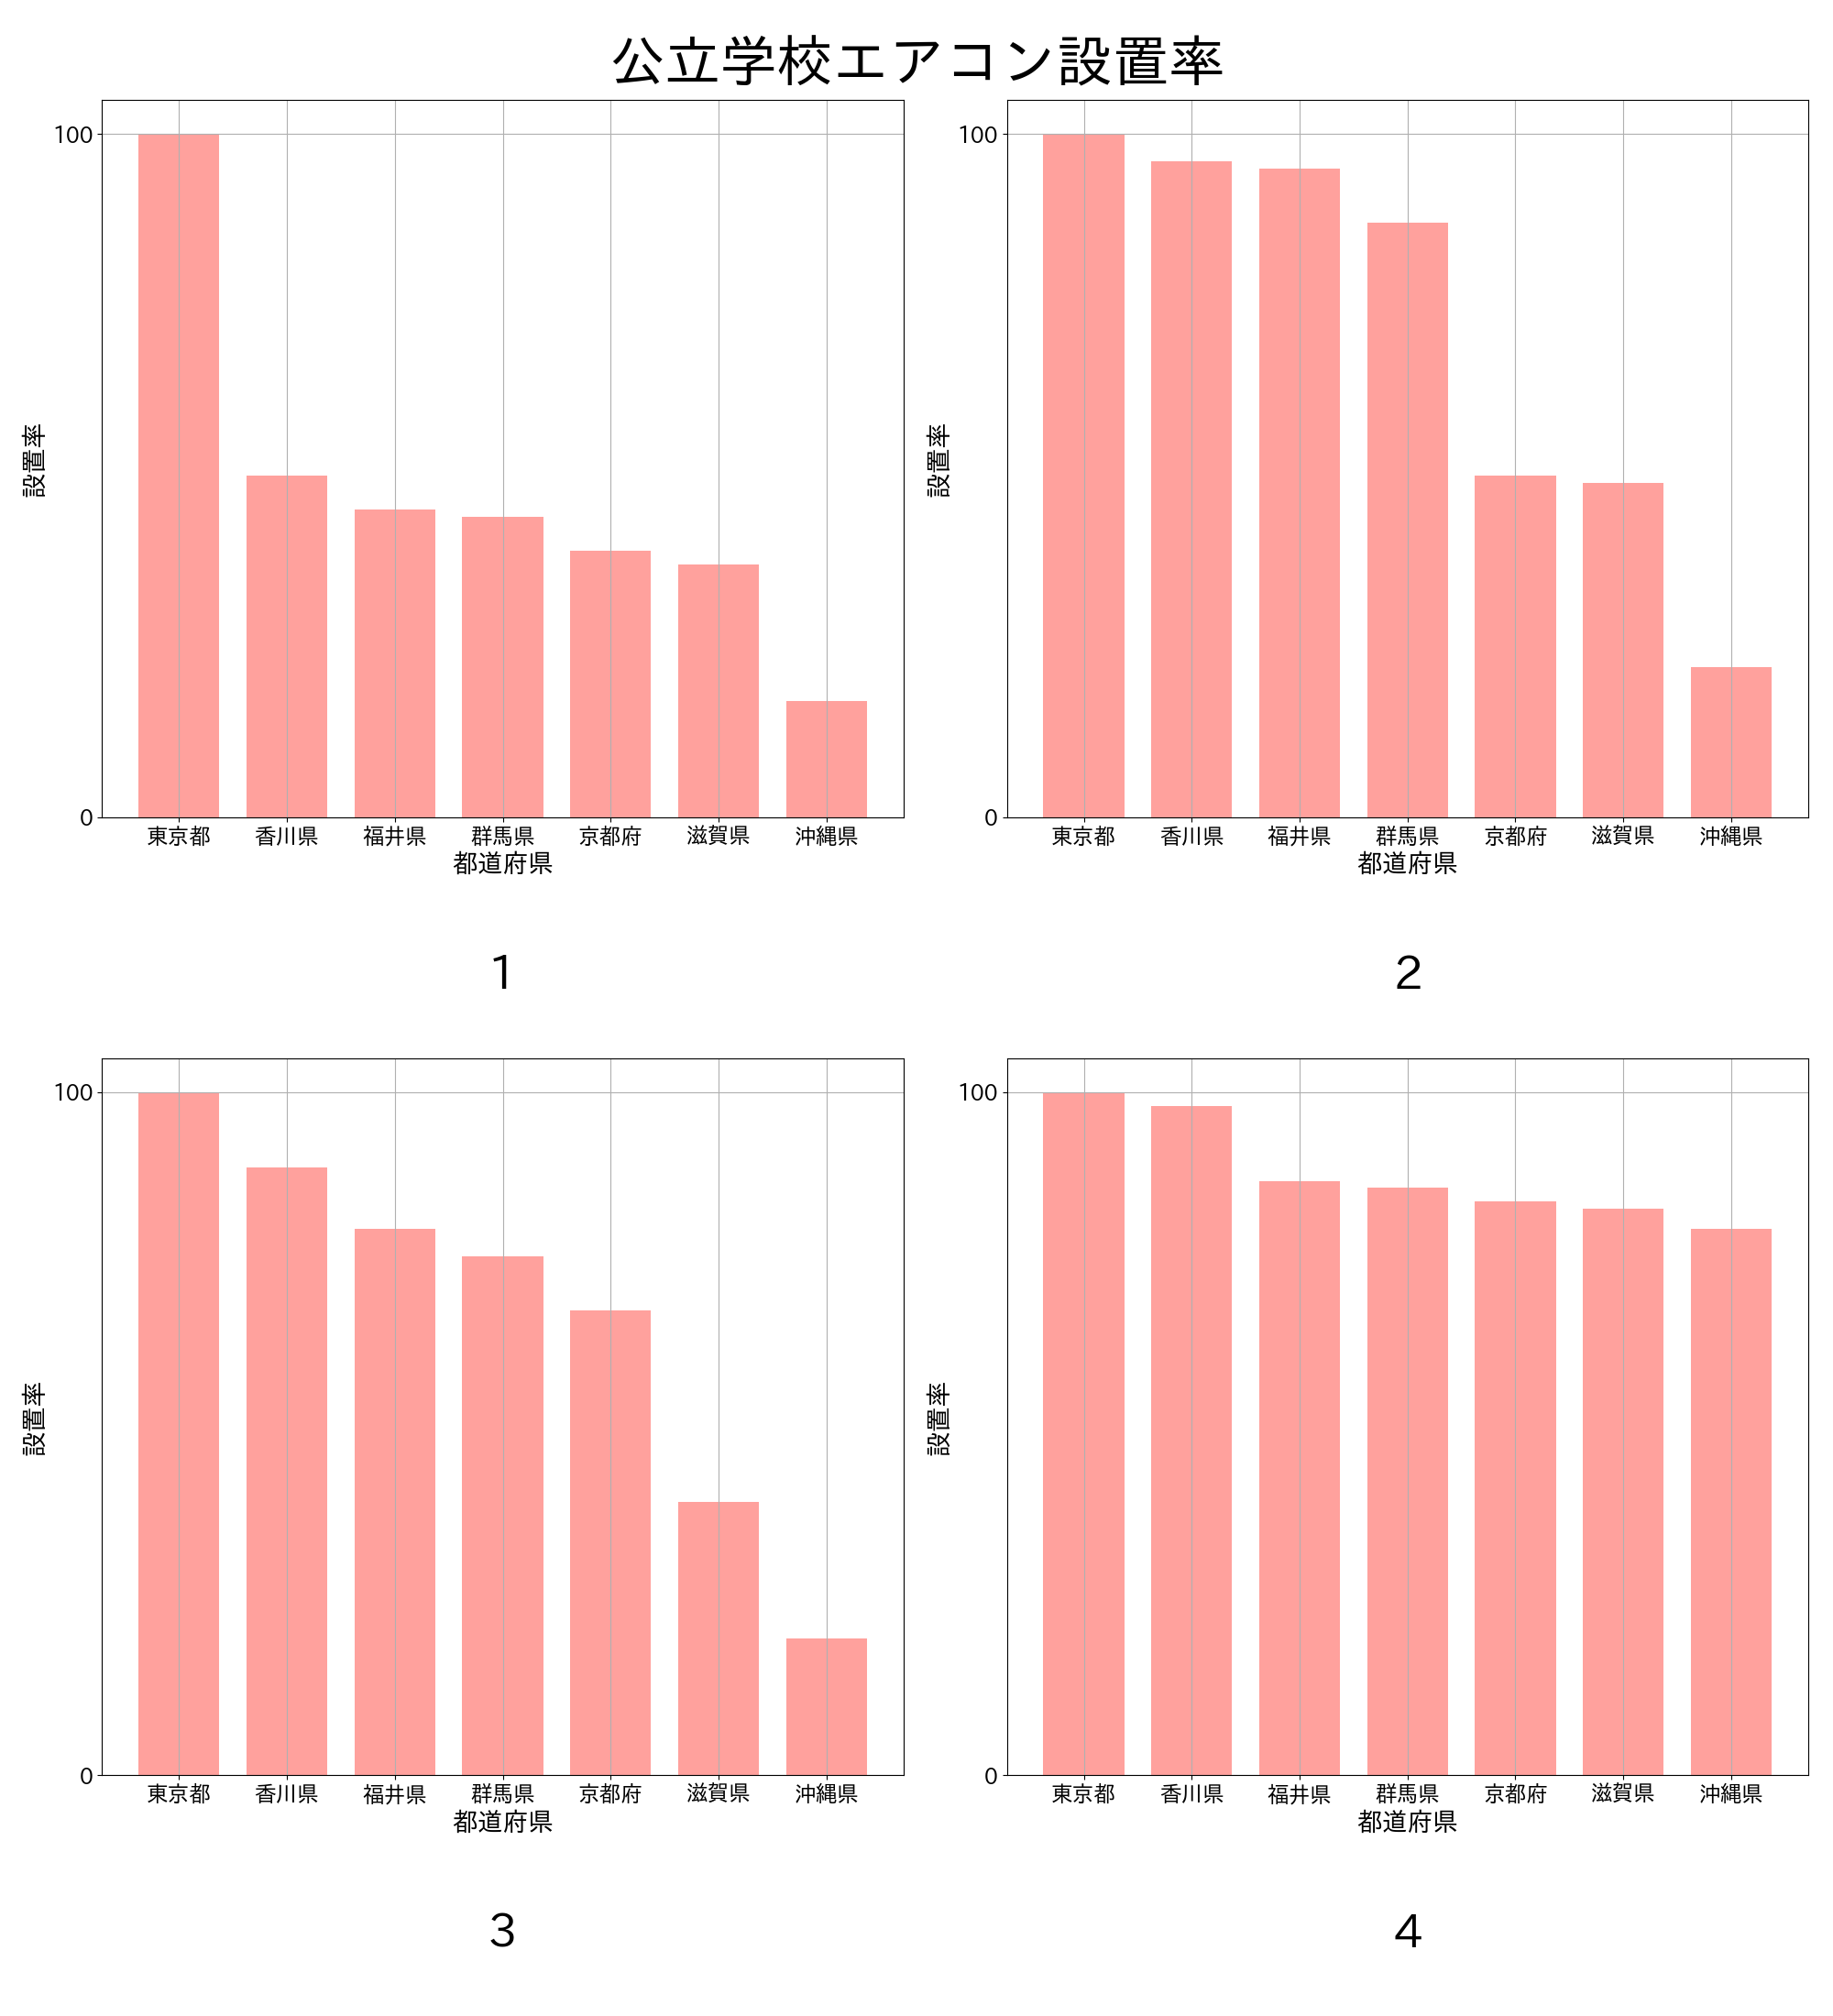 公立学校エアコン設置率
100
設置率
0
東京都 香川県 福井県 群馬県 京都府 滋賀県 沖縄県
都道府県
1
100
設置率
0
東京都 香川県 福井県 群馬県 京都府 滋賀県 沖縄県
都道府県
2
100
設置率
0
東京都 香川県 福井県 群馬県 京都府 滋賀県 沖縄県
都道府県
3
100
設置率
0
東京都 香川県 福井県 群馬県 京都府 滋賀県 沖縄県
都道府県
4